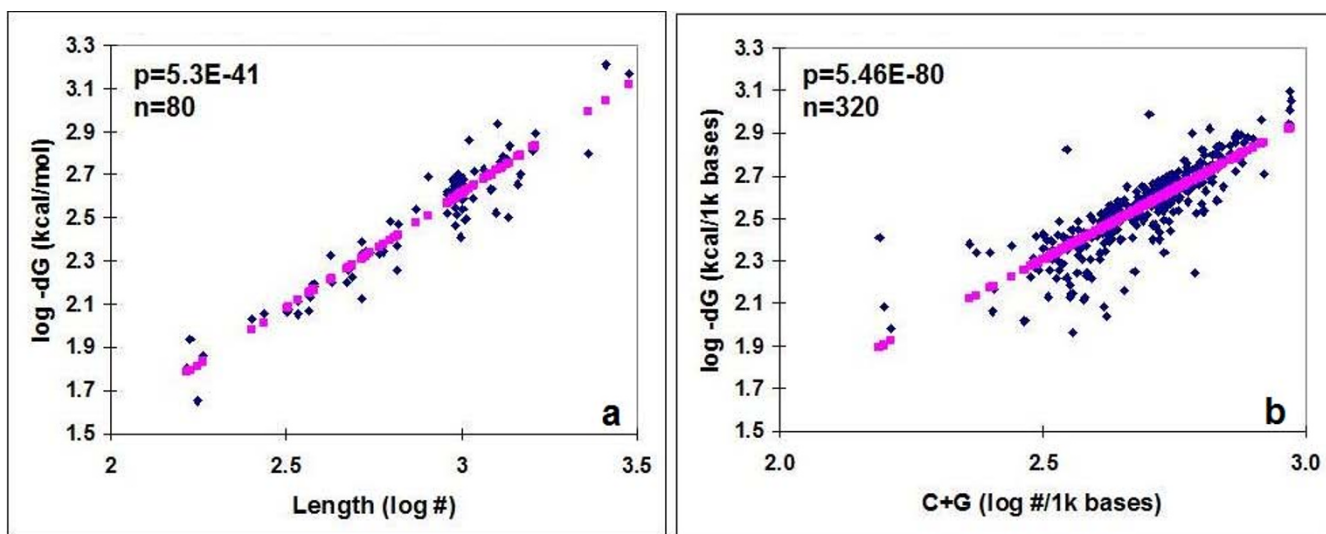 p=5.3E-41
n=80
log -dG (kcal/mol)
3.3
3.1
2.9
2.7
2.5
2.3
2.1
1.9
1.7
1.5
2
2.5
3
3.5
Length (log #)
a
p=5.46E-80
n=320
log -dG (kcal/1k bases)
3.3
3.1
2.9
2.7
2.5
2.3
2.1
1.9
1.7
1.5
2.0
2.5
3.0
C+G (log #/1k bases)
b